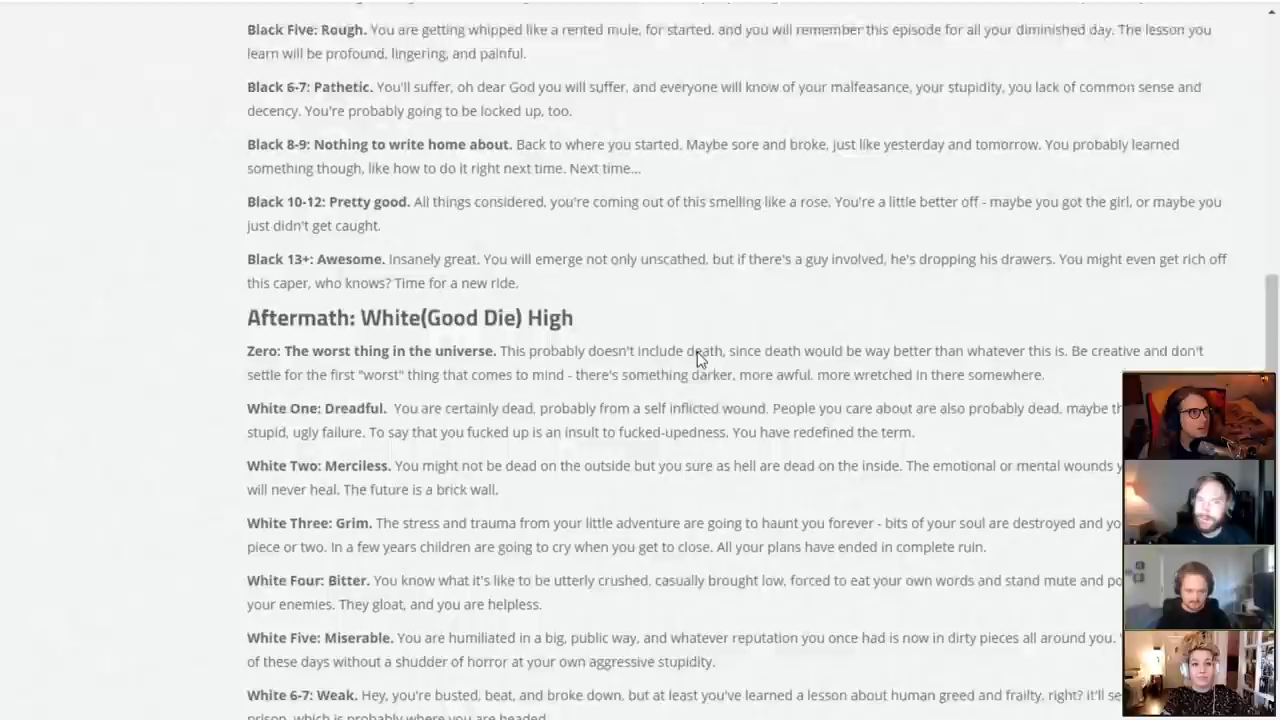 Black Five: Rough. You are getting whipped like a rented mule, for started. and you will remember this episode for all your diminished day. The lesson you
learn will be profound, lingering, and painful.
Black 6-7: Pathetic. You'll suffer, oh dear God you will suffer, and everyone will know of your malfeasance, your stupidity, you lack of common sense and
decency. You're probably going to be locked up, too.
Black 8-9: Nothing to write home about. Back to where you started. Maybe sore and broke, just like yesterday and tomorrow. You probably learned
something though, like how to do it right next time. Next time...
Black 10-12: Pretty good. All things considered, you're coming out of this smelling like a rose. You're a little better off - maybe you got the girl, or maybe you
just didn't get caught.
Black 13+: Awesome. Insanely great. You will emerge not only unscathed, but if there's a guy involved, he's dropping his drawers. You might even get rich off
this caper, who knows? Time for a new ride.
Aftermath: White(Good Die) High
Zero: The worst thing in the universe. This probably doesn't include death, since death would be way better than whatever this is. Be creative and don't
settle for the first "worst" thing that comes to mind - there's something darker, more awful. more wretched in there somewhere.
White One: Dreadful. You are certainly dead, probably from a self inflicted wound. People you care about are also probably dead, maybe
stupid, ugly failure. To say that you fucked up is an insult to fucked-upedness. You have redefined the term.
White Two: Merciless. You might not be dead on the outside but you sure as hell are dead on the inside. The emotional or mental wounds
will never heal. The future is a brick wall.
White Three: Grim. The stress and trauma from your little adventure are going to haunt you forever - bits of your soul are destroyed and
piece or two. In a few years children are going to cry when you get to close. All your plans have ended in complete ruin.
White Four: Bitter. You know what it's like to be utterly crushed, casually brought low, forced to eat your own words and stand mute and
your enemies. They gloat, and you are helpless.
White Five: Miserable. You are humiliated in a big, public way, and whatever reputation you once had is now in dirty pieces all around you.
of these days without a shudder of horror at your own aggressive stupidity.
White 6-7: Weak. Hey, you're busted, beat, and broke down, but at least you've learned a lesson about human greed and frailty, right? it'll
prison, which is probably where you are headed.